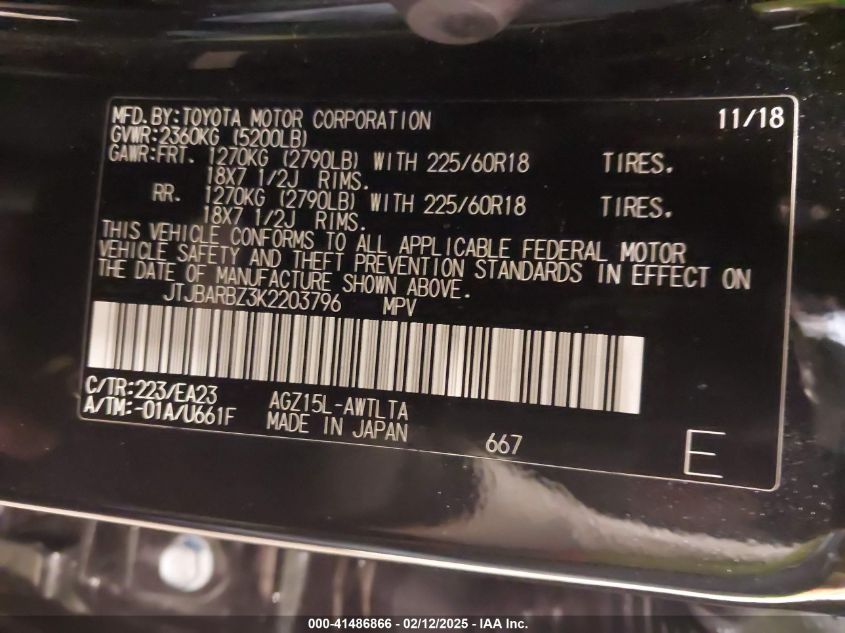 MFD.BY:TOYOTA MOTOR CORPORATION 11/18
GVWR:2360KG (5200LB)
GAWR:FRT. 1270KG (2790LB) WITH 225/60R18 TIRES.
18X7 1/2J RIMS.
RR. 1270KG (2790LB) WITH 225/60R18 TIRES.
18X7 1/2J RIMS.
THIS VEHICLE CONFORMS TO ALL APPLICABLE FEDERAL MOTOR
VEHICLE SAFETY AND THEFT PREVENTION STANDARDS IN EFFECT ON
THE DATE OF MANUFACTURE SHOWN ABOVE.
JTJBARBZ3K2203796 MPV
C/TR:223/EA23 AGZ15L-AWTLTA
A/TM:-01A/U661F MADE IN JAPAN 667 E
000-41486866 - 02/12/2025 - IAA Inc.